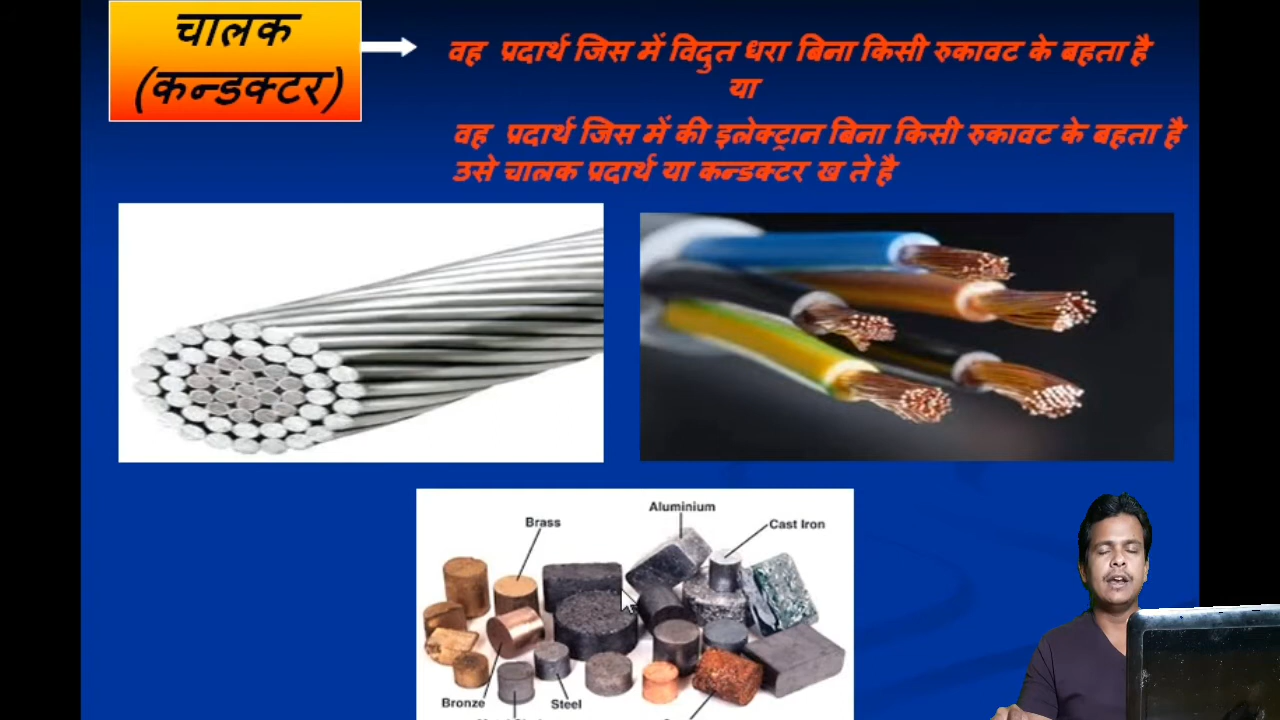 चालक
(कन्डक्टर)
वह प्रदार्थ जिस में विदुत धरा बिना किसी रुकावट के बहता है
या
वह प्रदार्थ जिस में की इलेक्ट्रान बिना किसी रुकावट के बहता है
उसे चालक प्रदार्थ या कन्डक्टर ख ते है
Aluminium
Brass
Cast Iron
Bronze
Steel